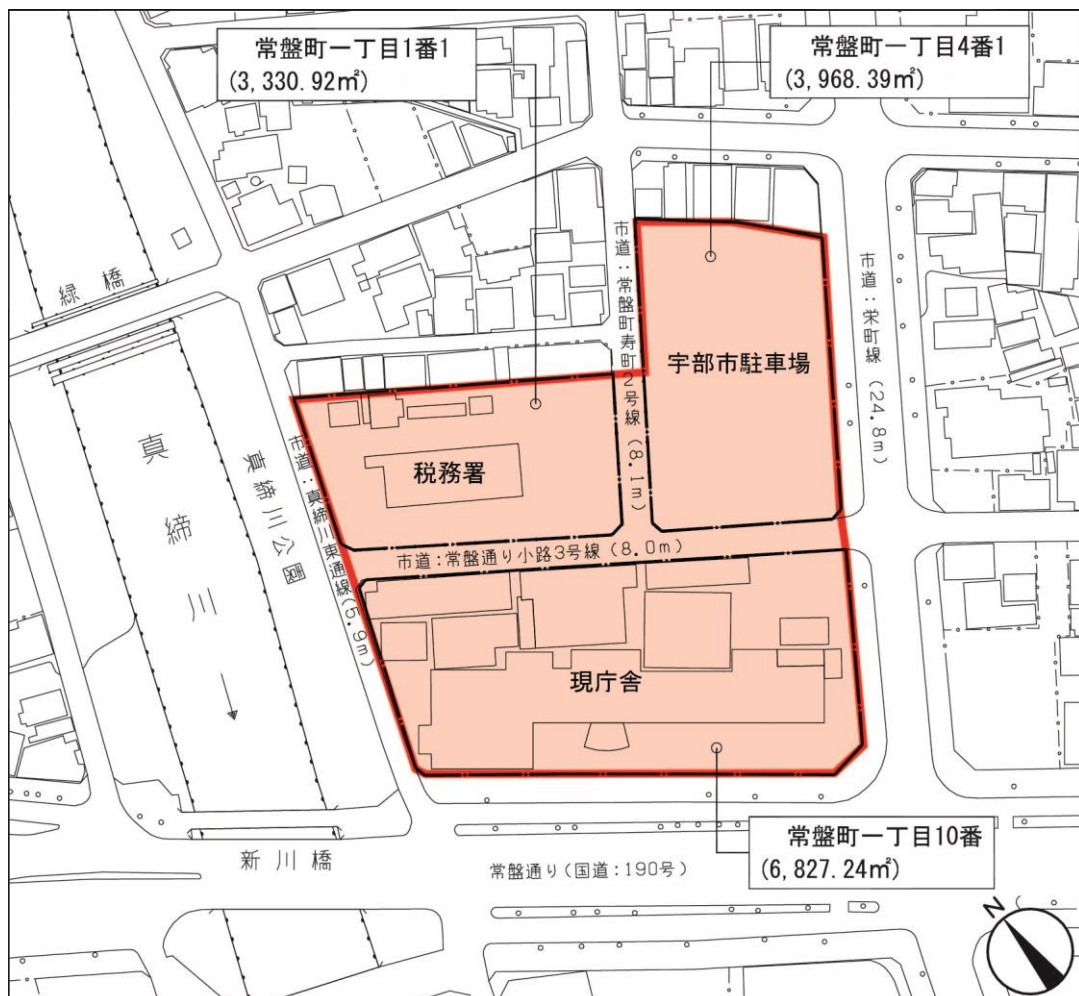 常盤町一丁目1番1
(3,330.92㎡)
常盤町一丁目4番1
(3,968.39㎡)
緑橋
市道:常盤町寿町2号線(8.1m)
市道:栄町線(24.8m)
宇部市駐車場
税務署
真締川
真締川公園
市道:真締川東通線(5.9m)
市道:常盤通り小路3号線(8.0m)
現庁舎
常盤町一丁目10番
(6,827.24㎡)
新川橋
常盤通り(国道:190号)
N